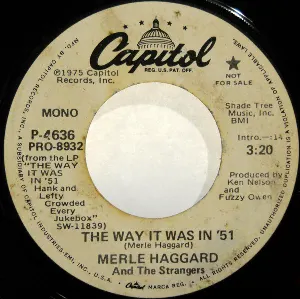 Capitol
REG. U.S. PAT. OFF.
©1975 Capitol
Records, Inc.
★
NOT
FOR SALE
MONO
P-4636
PRO-8932
(from the LP
"THE WAY
IT WAS
IN '51
Hank and
Lefty
Crowded
Every
Jukebox"
SW-11839)
Shade Tree
Music, Inc.
BMI
Intro.-:14
3:20
Produced by
Ken Nelson
and
Fuzzy Owen
THE WAY IT WAS IN '51
(Merle Haggard)
MERLE HAGGARD
And The Strangers
Capitol MARCA REG.